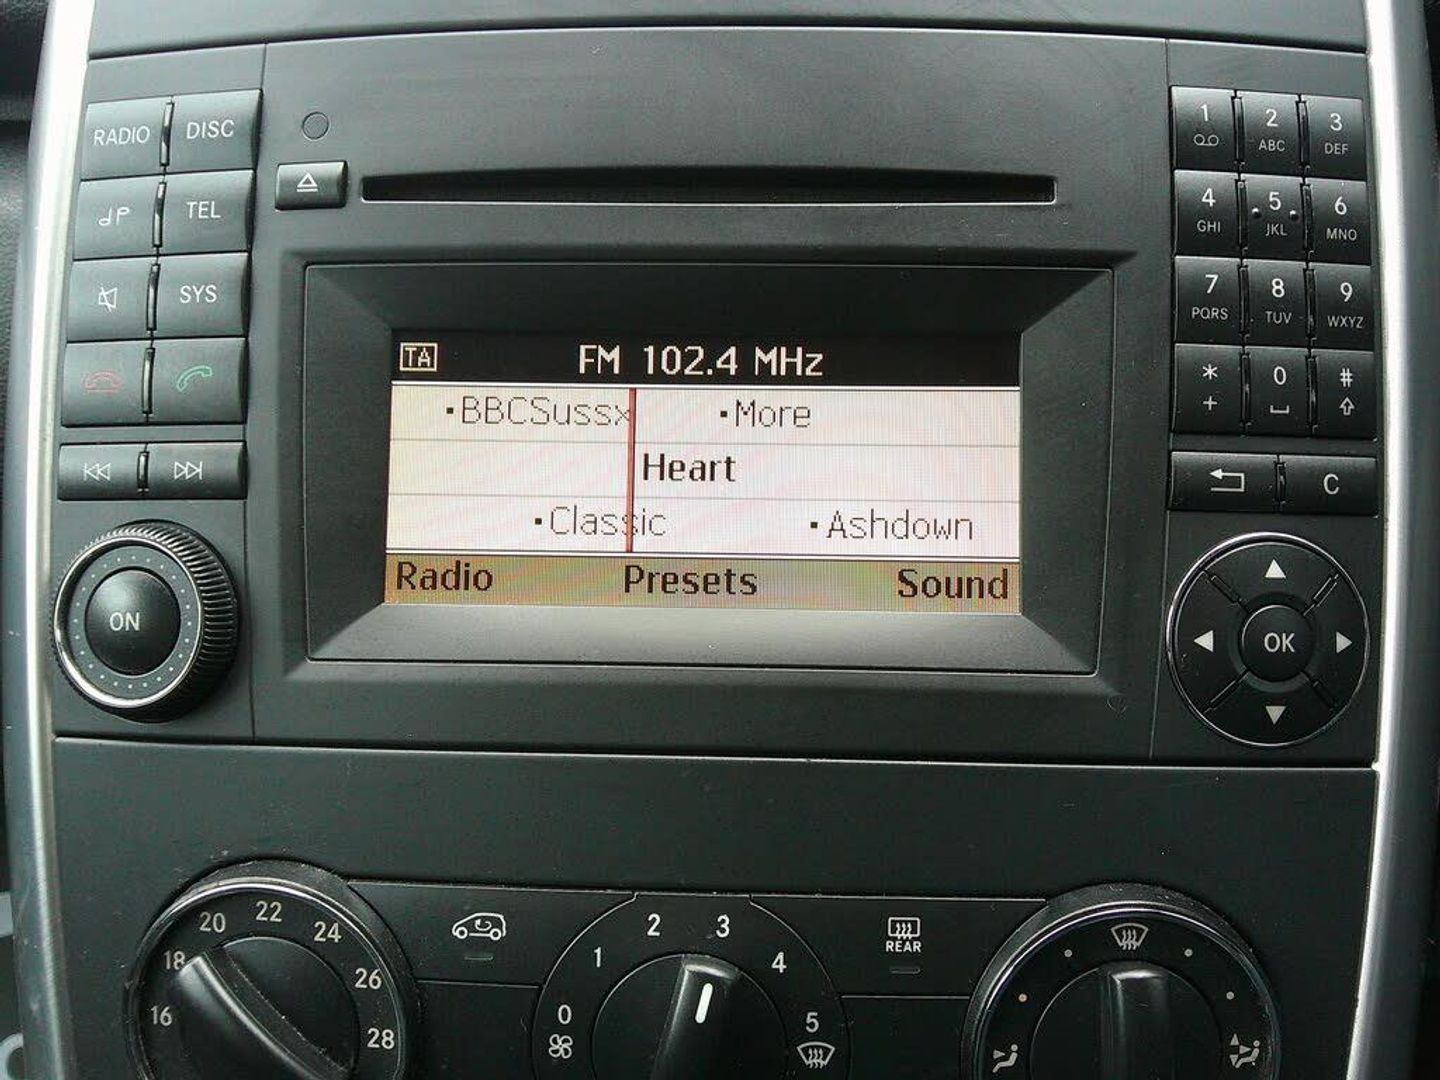 RADIO DISC
TEL
SYS
ON
TA FM 102.4 MHz
BBCSussx More
Heart
Classic Ashdown
Radio Presets Sound
1 2 ABC 3 DEF
4 GHI 5 JKL 6 MNO
7 PQRS 8 TUV 9 WXYZ
* + 0 #
C
OK
16 18 20 22 24 26 28
0 1 2 3 4 5
REAR